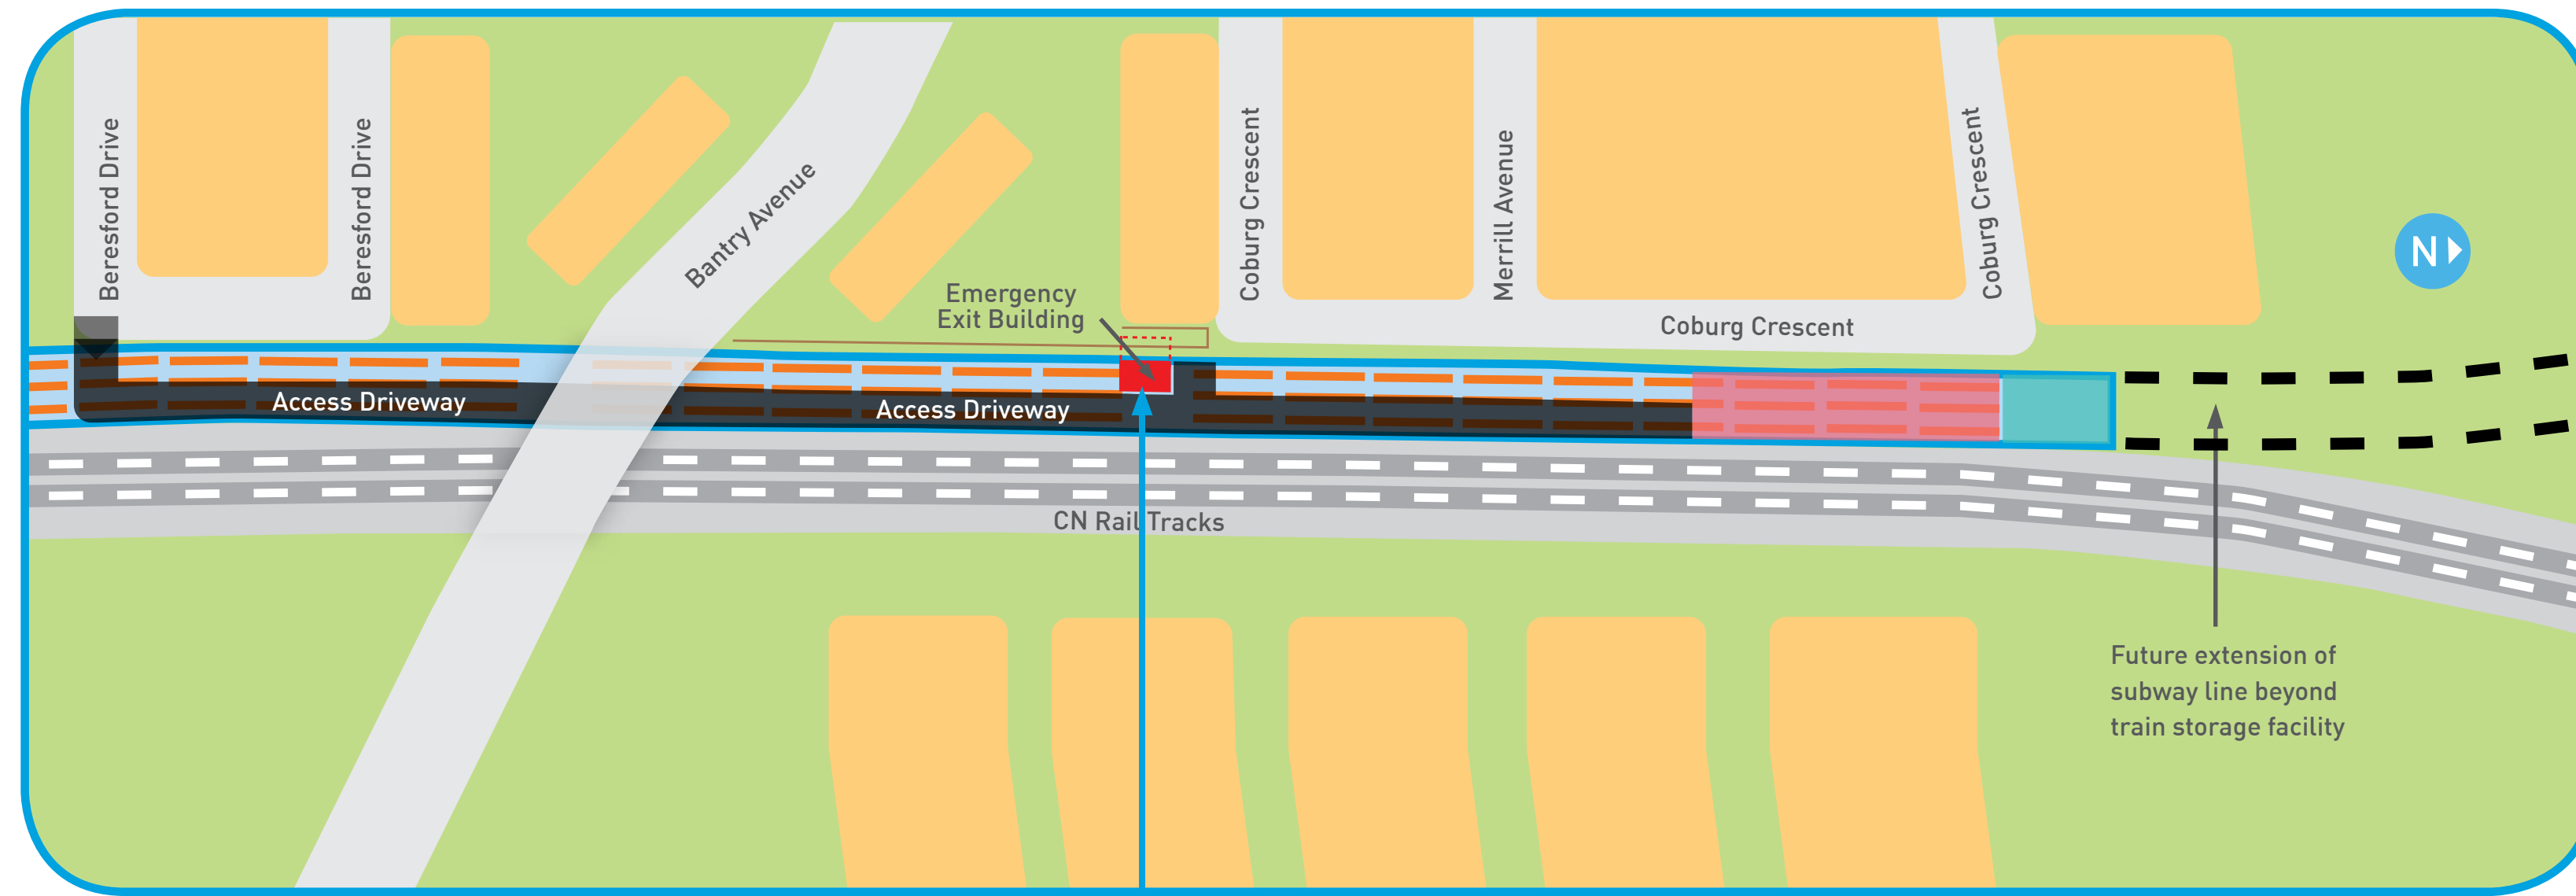 Beresford Drive
Beresford Drive
Bantry Avenue
Emergency
Exit Building
Coburg Crescent
Merrill Avenue
Coburg Crescent
Coburg Crescent
N
Access Driveway
Access Driveway
CN Rail Tracks
Future extension of
subway line beyond
train storage facility